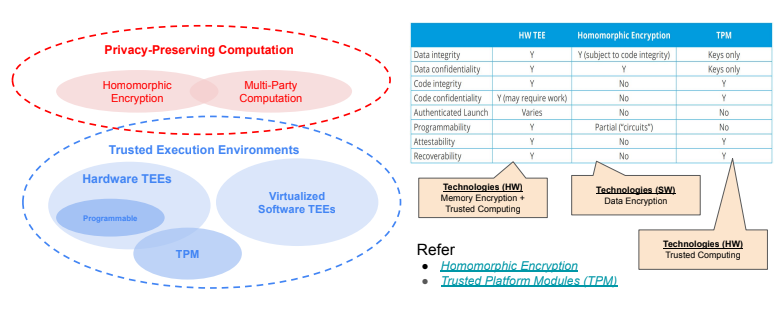 Privacy-Preserving Computation
Homomorphic
Encryption
Multi-Party
Computation
Trusted Execution Environments
Hardware TEEs
Programmable
Virtualized
Software TEEs
TPM
HW TEE Homomorphic Encryption TPM
Data integrity Y Y (subject to code integrity) Keys only
Data confidentiality Y Y Keys only
Code integrity Y No Y
Code confidentiality Y (may require work) No Y
Authenticated Launch Varies No No
Programmability Y Partial ("circuits") No
Attestability Y No Y
Recoverability Y No Y
Technologies (HW)
Memory Encryption +
Trusted Computing
Technologies (SW)
Data Encryption
Technologies (HW)
Trusted Computing
Refer
● Homomorphic Encryption
● Trusted Platform Modules (TPM)